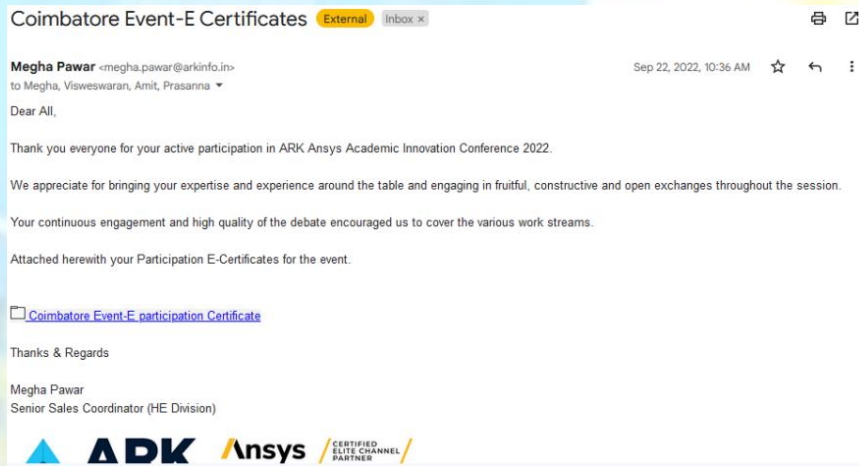 Coimbatore Event-E Certificates External Inbox ×
Megha Pawar <megha.pawar@arkinfo.in> Sep 22, 2022, 10:36 AM
to Megha, Visweswaran, Amit, Prasanna
Dear All,
Thank you everyone for your active participation in ARK Ansys Academic Innovation Conference 2022.
We appreciate for bringing your expertise and experience around the table and engaging in fruitful, constructive and open exchanges throughout the session.
Your continuous engagement and high quality of the debate encouraged us to cover the various work streams.
Attached herewith your Participation E-Certificates for the event.
Coimbatore Event-E participation Certificate
Thanks & Regards
Megha Pawar
Senior Sales Coordinator (HE Division)
ARK Ansys CERTIFIED
ELITE CHANNEL
PARTNER